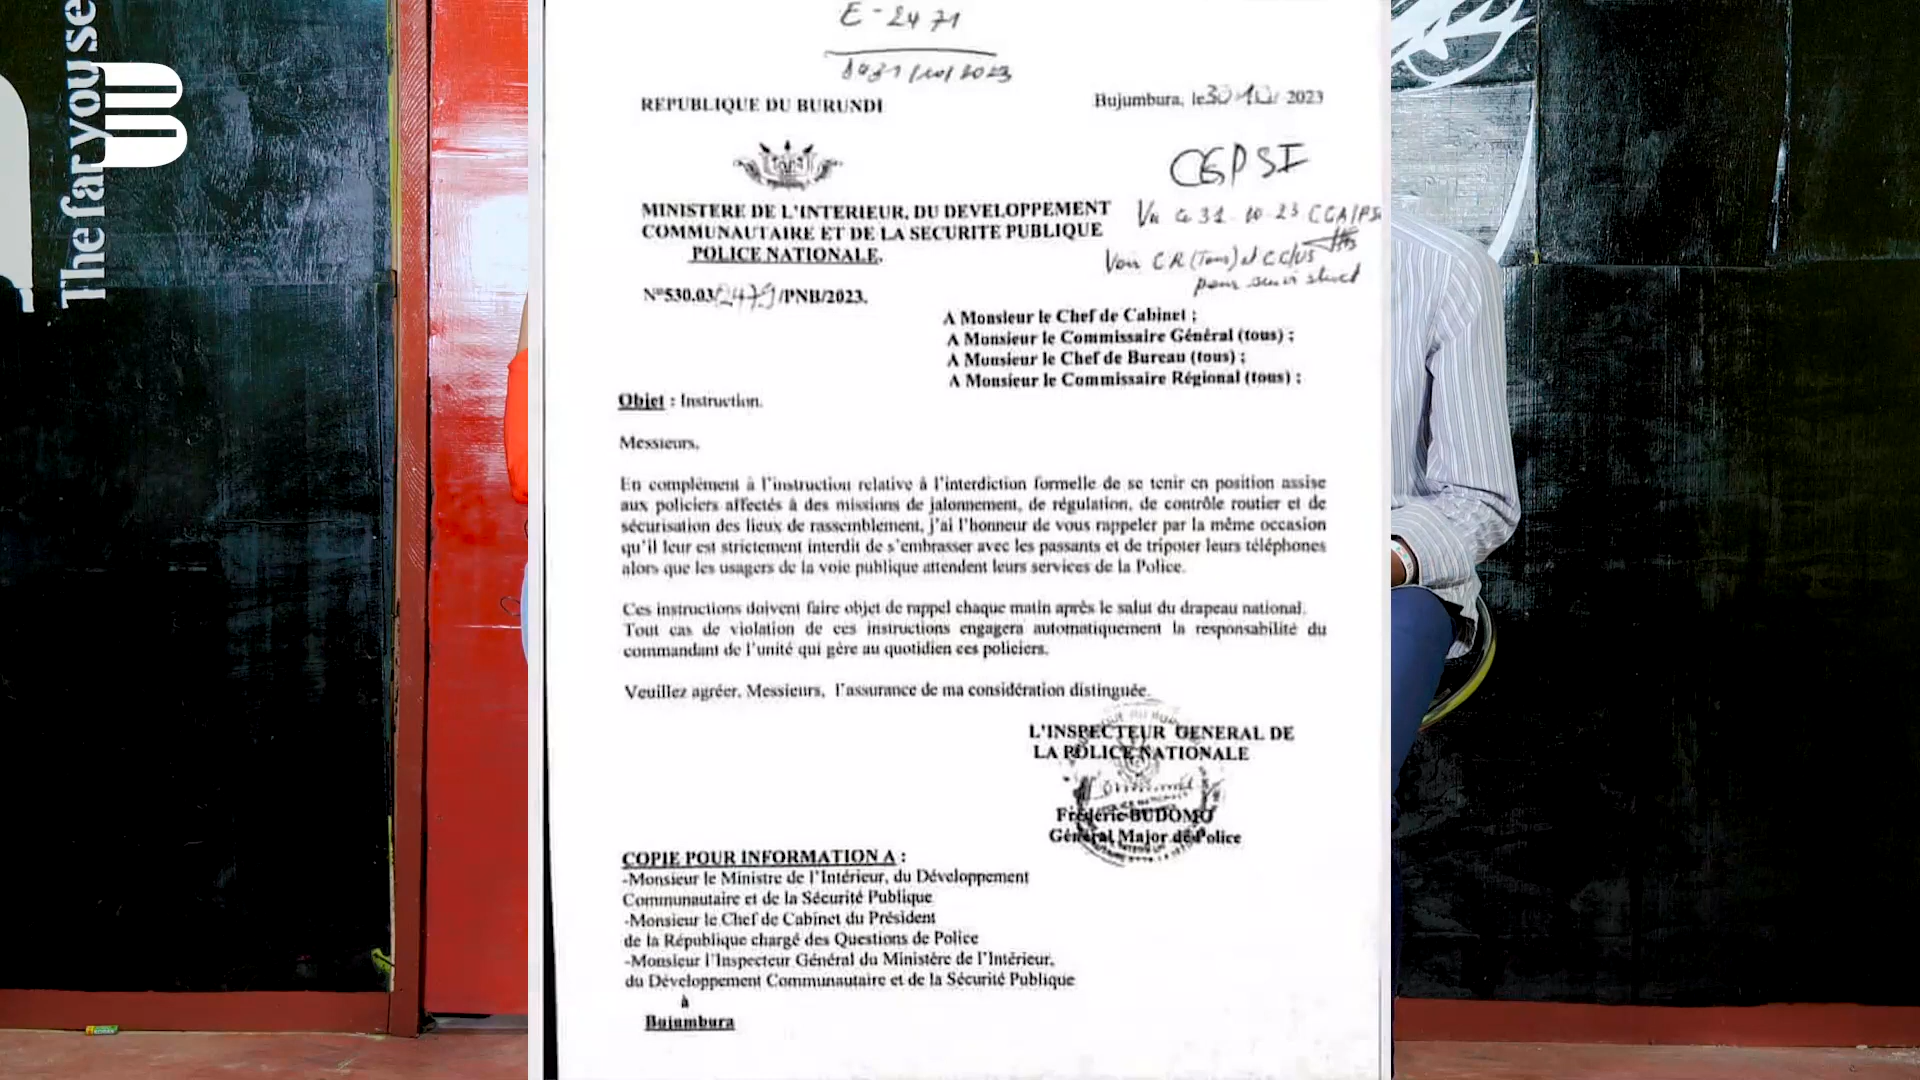 The far you se
E-2471
REPUBLIQUE DU BURUNDI
Bujumbura, le 30/10/ 2023
CGPSI
MINISTERE DE L'INTERIEUR, DU DEVELOPPEMENT
COMMUNAUTAIRE ET DE LA SECURITE PUBLIQUE
POLICE NATIONALE.
Vu ce 31-10-23
N°530.03/2479/PNB/2023.
A Monsieur le Chef de Cabinet ;
A Monsieur le Commissaire Général (tous) ;
A Monsieur le Chef de Bureau (tous) ;
A Monsieur le Commissaire Régional (tous) ;
Objet : Instruction.
Messieurs,
En complément à l'instruction relative à l'interdiction formelle de se tenir en position assise
aux policiers affectés à des missions de jalonnement, de régulation, de contrôle routier et de
sécurisation des lieux de rassemblement, j'ai l'honneur de vous rappeler par la même occasion
qu'il leur est strictement interdit de s'embrasser avec les passants et de tripoter leurs téléphones
alors que les usagers de la voie publique attendent leurs services de la Police.
Ces instructions doivent faire objet de rappel chaque matin après le salut du drapeau national.
Tout cas de violation de ces instructions engagera automatiquement la responsabilité du
commandant de l'unité qui gère au quotidien ces policiers.
Veuillez agréer, Messieurs, l'assurance de ma considération distinguée.
L'INSPECTEUR GENERAL DE
LA POLICE NATIONALE
Frédéric BUDOMO
Général Major de Police
COPIE POUR INFORMATION A :
-Monsieur le Ministre de l'Intérieur, du Développement
Communautaire et de la Sécurité Publique
-Monsieur le Chef de Cabinet du Président
de la République chargé des Questions de Police
-Monsieur l'Inspecteur Général du Ministère de l'Intérieur,
du Développement Communautaire et de la Sécurité Publique
à
Bujumbura